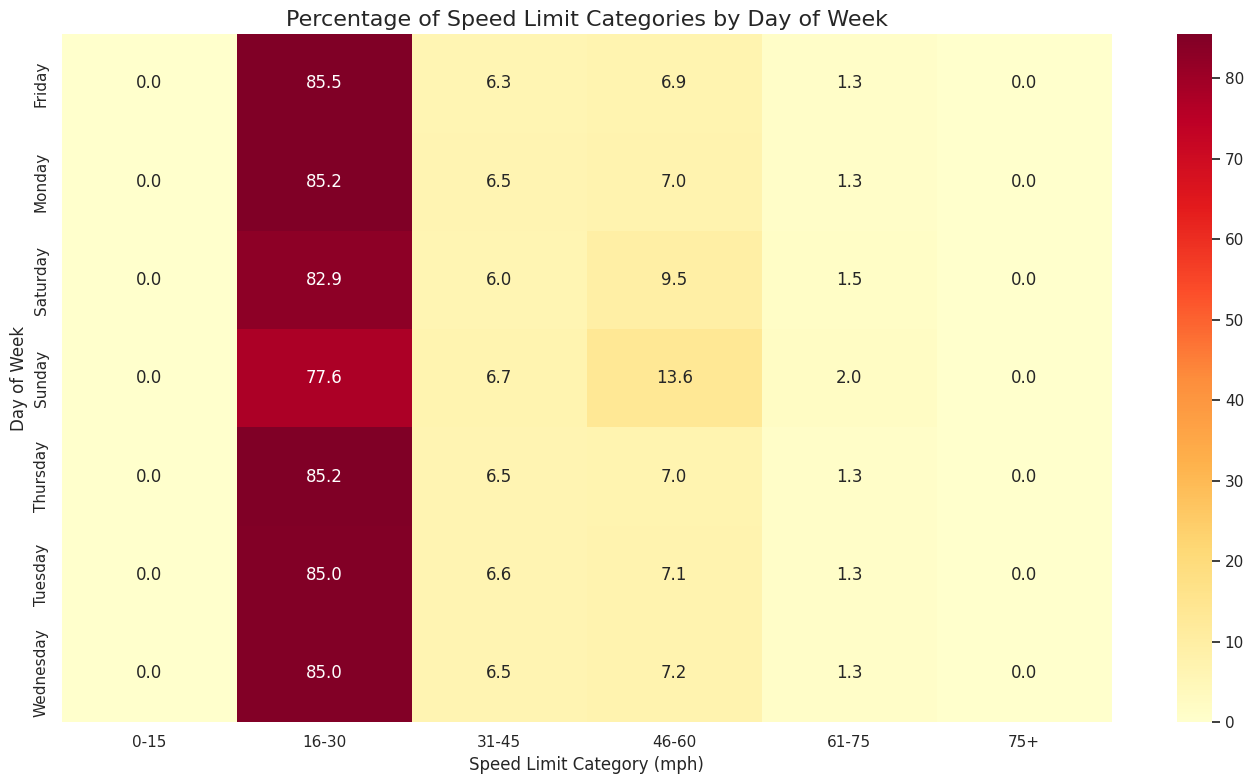 Percentage of Speed Limit Categories by Day of Week
Day of Week
Friday 0.0 85.5 6.3 6.9 1.3 0.0
Monday 0.0 85.2 6.5 7.0 1.3 0.0
Saturday 0.0 82.9 6.0 9.5 1.5 0.0
Sunday 0.0 77.6 6.7 13.6 2.0 0.0
Thursday 0.0 85.2 6.5 7.0 1.3 0.0
Tuesday 0.0 85.0 6.6 7.1 1.3 0.0
Wednesday 0.0 85.0 6.5 7.2 1.3 0.0
0-15 16-30 31-45 46-60 61-75 75+
Speed Limit Category (mph)
80
70
60
50
40
30
20
10
0